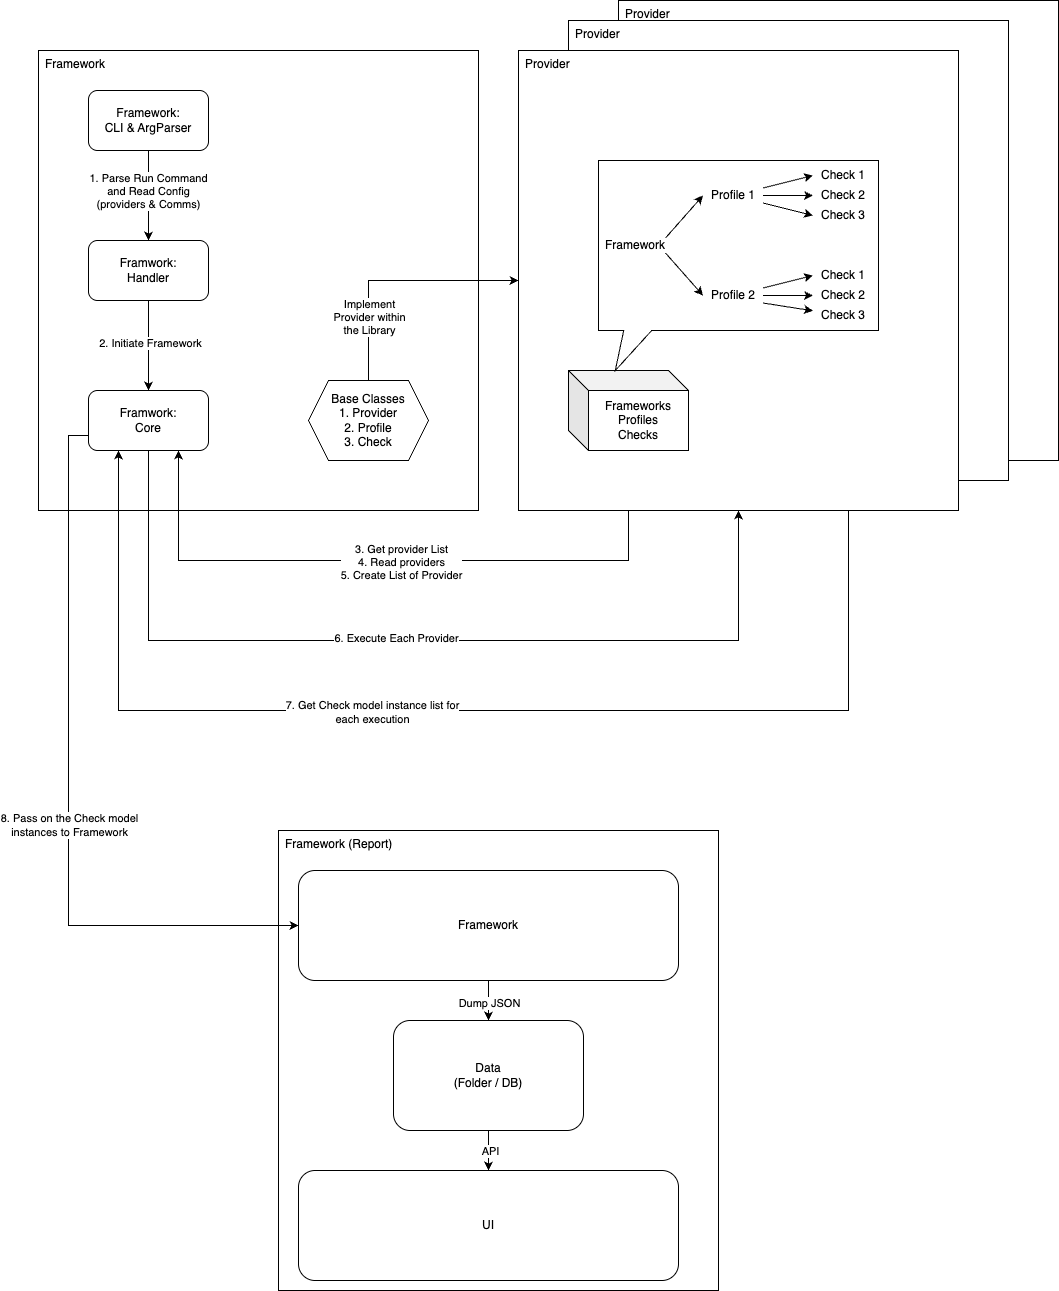 Provider
Provider
Framework
Provider
Framework:
CLI & ArgParser
1. Parse Run Command
and Read Config
(providers & Comms)
Framwork:
Handler
2. Initiate Framework
Framwork:
Core
Implement
Provider within
the Library
Base Classes
1. Provider
2. Profile
3. Check
Framework
Profile 1
Check 1
Check 2
Check 3
Profile 2
Check 1
Check 2
Check 3
Frameworks
Profiles
Checks
3. Get provider List
4. Read providers
5. Create List of Provider
6. Execute Each Provider
7. Get Check model instance list for
each execution
8. Pass on the Check model
instances to Framework
Framework (Report)
Framework
Dump JSON
Data
(Folder / DB)
API
UI